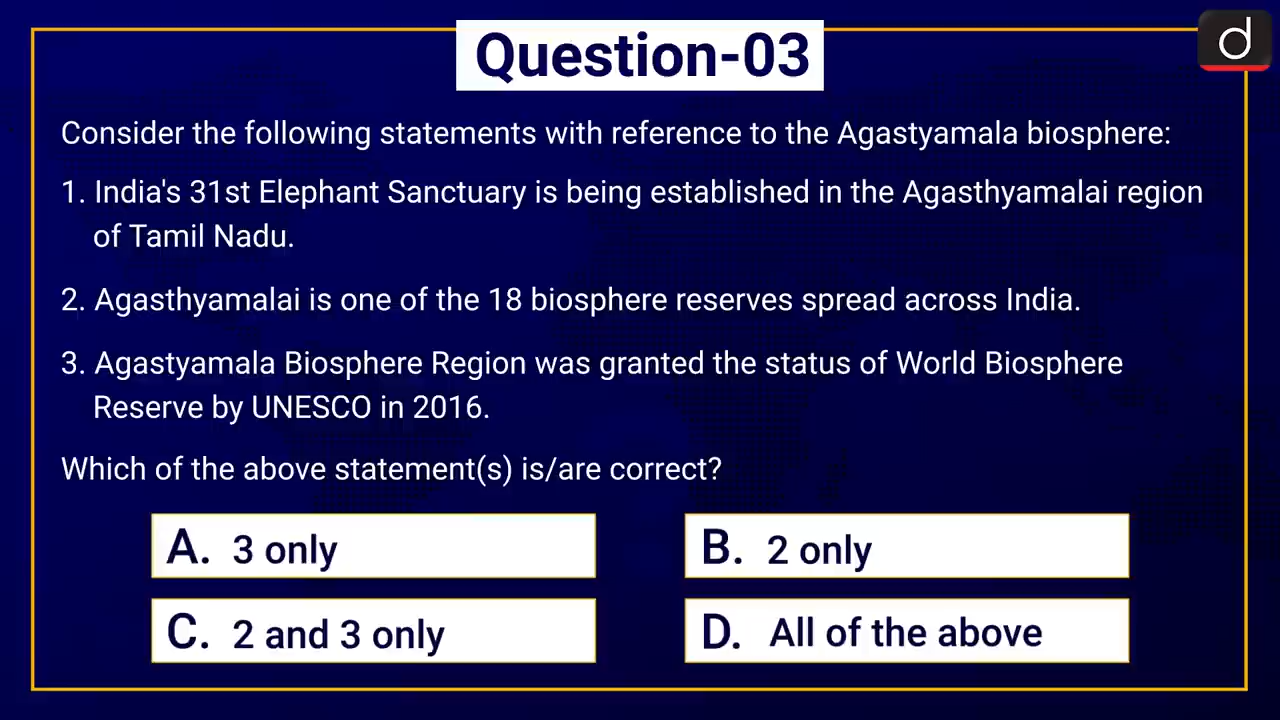 Question-03
d
Consider the following statements with reference to the Agastyamala biosphere:
1. India's 31st Elephant Sanctuary is being established in the Agasthyamalai region
of Tamil Nadu.
2. Agasthyamalai is one of the 18 biosphere reserves spread across India.
3. Agastyamala Biosphere Region was granted the status of World Biosphere
Reserve by UNESCO in 2016.
Which of the above statement(s) is/are correct?
A. 3 only
B. 2 only
C. 2 and 3 only
D. All of the above